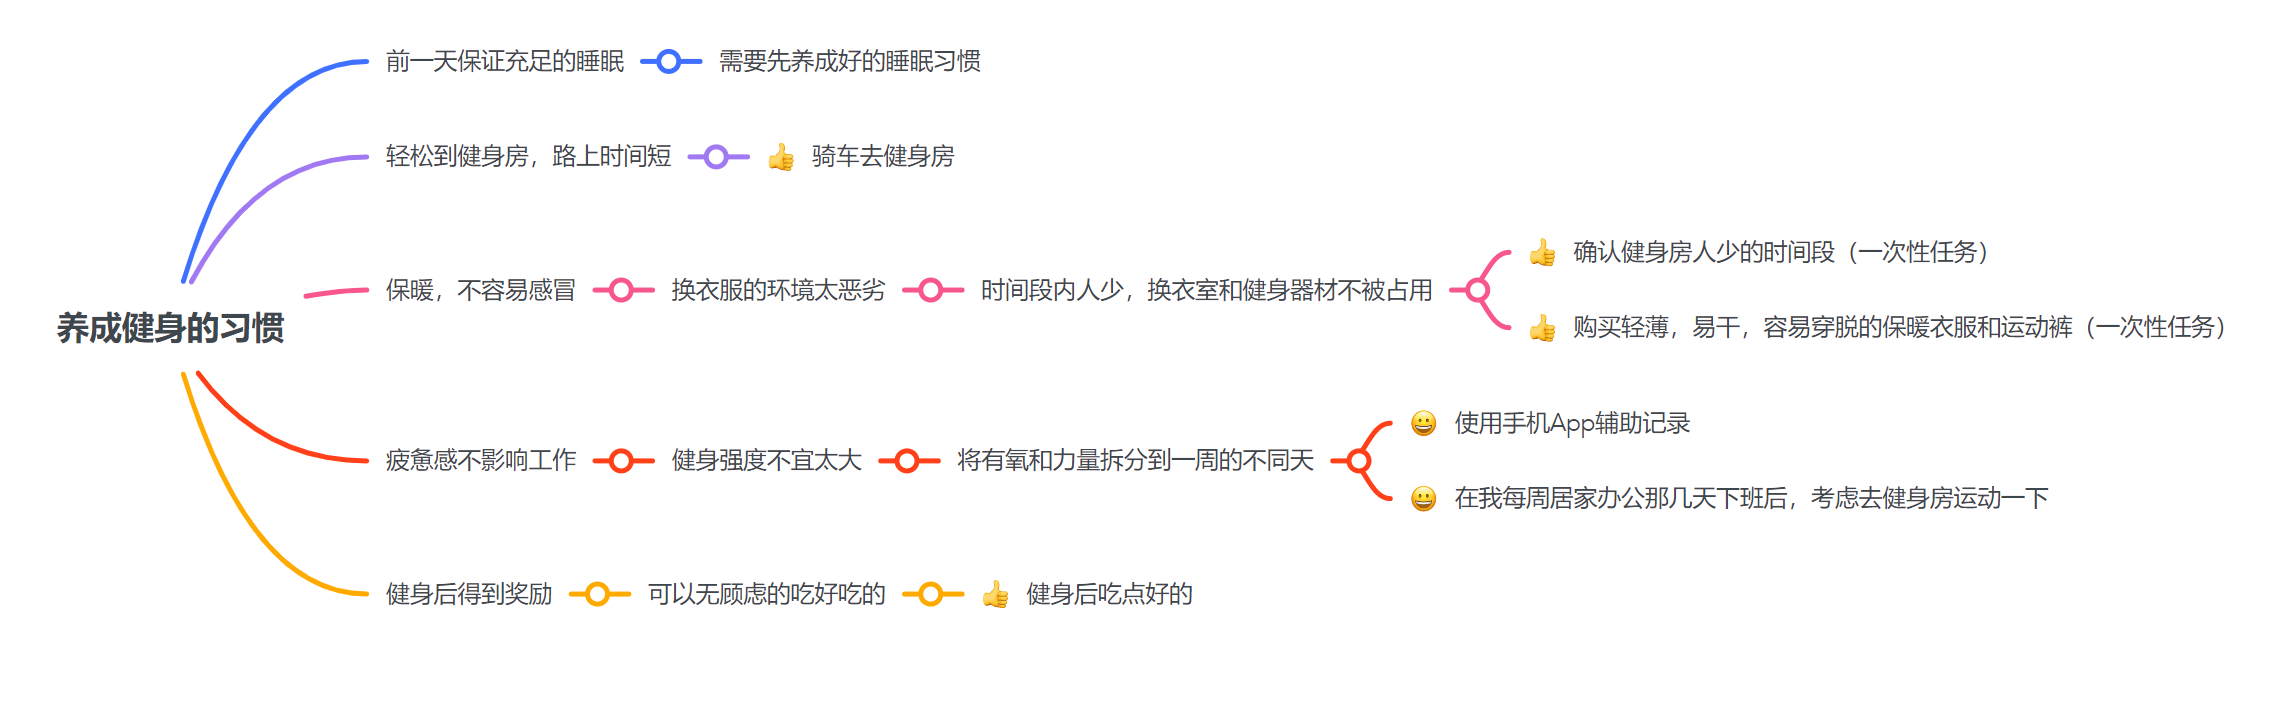 养成健身的习惯
前一天保证充足的睡眠
需要先养成好的睡眠习惯
轻松到健身房，路上时间短
👍 骑车去健身房
保暖，不容易感冒
换衣服的环境太恶劣
时间段内人少，换衣室和健身器材不被占用
👍 确认健身房人少的时间段（一次性任务）
👍 购买轻薄，易干，容易穿脱的保暖衣服和运动裤（一次性任务）
疲惫感不影响工作
健身强度不宜太大
将有氧和力量拆分到一周的不同天
😀 使用手机App辅助记录
😀 在我每周居家办公那几天下班后，考虑去健身房运动一下
健身后得到奖励
可以无顾虑的吃好吃的
👍 健身后吃点好的